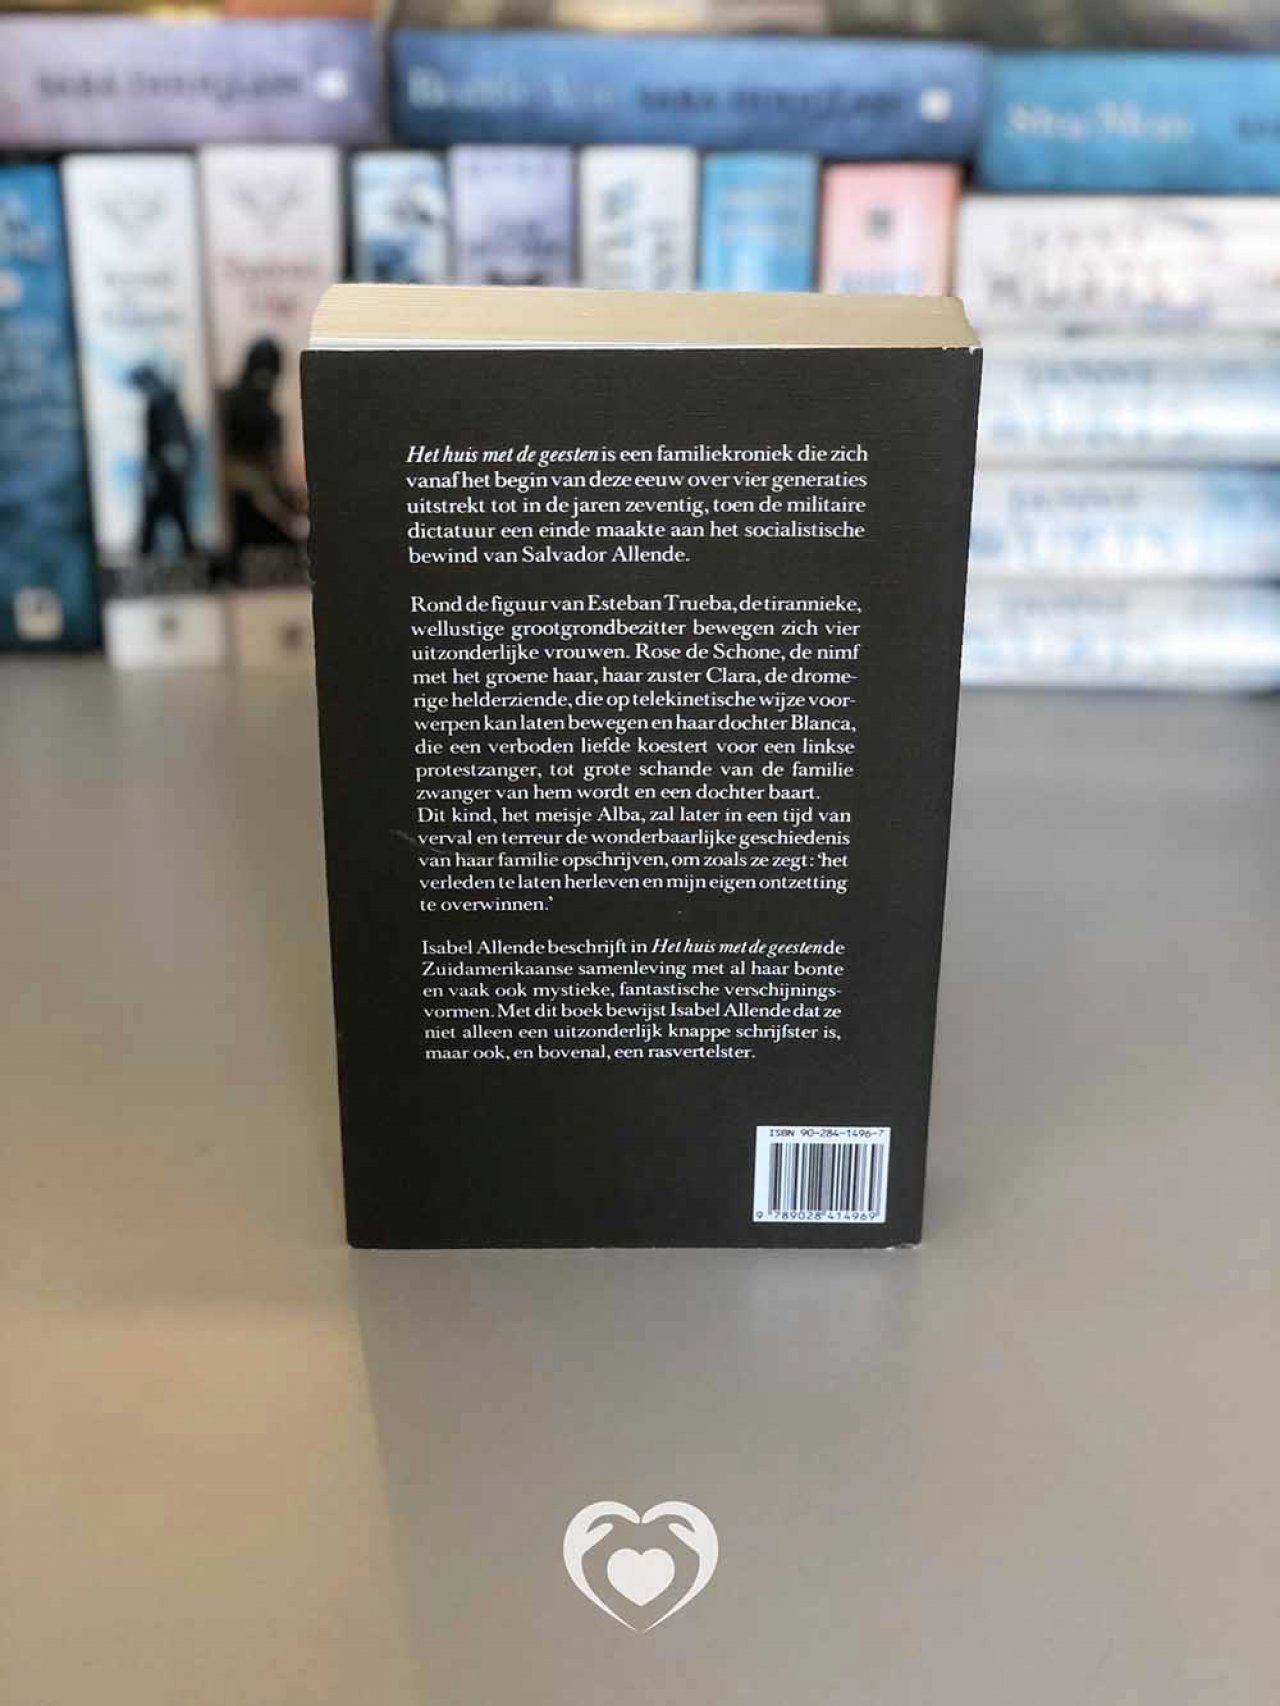 Het huis met de geesten is een familiekroniek die zich
vanaf het begin van deze eeuw over vier generaties
uitstrekt tot in de jaren zeventig, toen de militaire
dictatuur een einde maakte aan het socialistische
bewind van Salvador Allende.
Rond de figuur van Esteban Trueba, de tirannieke,
wellustige grootgrondbezitter bewegen zich vier
uitzonderlijke vrouwen. Rose de Schone, de nimf
met het groene haar, haar zuster Clara, de drome-
rige helderziende, die op telekinetische wijze voor-
werpen kan laten bewegen en haar dochter Blanca,
die een verboden liefde koestert voor een linkse
protestzanger, tot grote schande van de familie
zwanger van hem wordt en een dochter baart.
Dit kind, het meisje Alba, zal later in een tijd van
verval en terreur de wonderbaarlijke geschiedenis
van haar familie opschrijven, om zoals ze zegt: 'het
verleden te laten herleven en mijn eigen ontzetting
te overwinnen.'
Isabel Allende beschrijft in Het huis met de geesten de
Zuidamerikaanse samenleving met al haar bonte
en vaak ook mystieke, fantastische verschijnings-
vormen. Met dit boek bewijst Isabel Allende dat ze
niet alleen een uitzonderlijk knappe schrijfster is,
maar ook, en bovenal, een rasvertelster.
ISBN 90-284-1496-7
9 789028 414969